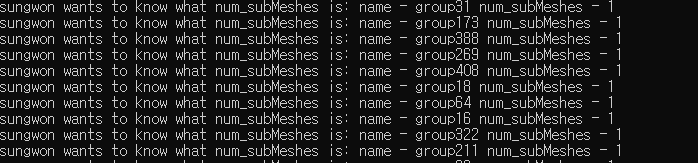 sungwon wants to know what num_subMeshes is: name - group31 num_subMeshes - 1
sungwon wants to know what num_subMeshes is: name - group173 num_subMeshes - 1
sungwon wants to know what num_subMeshes is: name - group388 num_subMeshes - 1
sungwon wants to know what num_subMeshes is: name - group269 num_subMeshes - 1
sungwon wants to know what num_subMeshes is: name - group408 num_subMeshes - 1
sungwon wants to know what num_subMeshes is: name - group18 num_subMeshes - 1
sungwon wants to know what num_subMeshes is: name - group64 num_subMeshes - 1
sungwon wants to know what num_subMeshes is: name - group16 num_subMeshes - 1
sungwon wants to know what num_subMeshes is: name - group322 num_subMeshes - 1
sungwon wants to know what num_subMeshes is: name - group211 num_subMeshes - 1